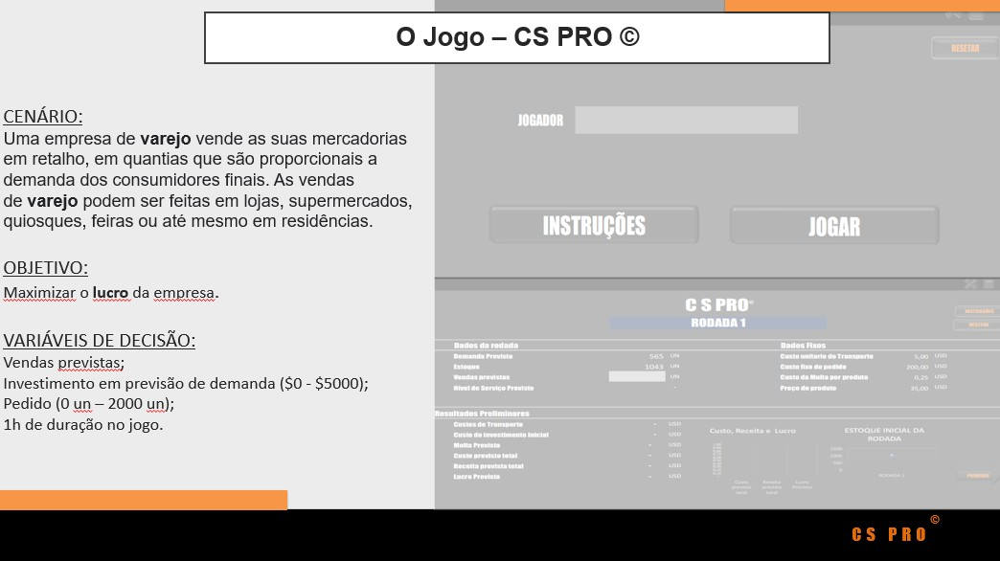 O Jogo – CS PRO ©
CENÁRIO:
Uma empresa de varejo vende as suas mercadorias
em retalho, em quantias que são proporcionais a
demanda dos consumidores finais. As vendas
de varejo podem ser feitas em lojas, supermercados,
quiosques, feiras ou até mesmo em residências.
OBJETIVO:
Maximizar o lucro da empresa.
VARIÁVEIS DE DECISÃO:
Vendas previstas;
Investimento em previsão de demanda ($0 - $5000);
Pedido (0 un – 2000 un);
1h de duração no jogo.
RESETAR
JOGADOR
INSTRUÇÕES JOGAR
C S PRO©
RODADA 1
INSTRUÇÕES
Dados da rodada
Demanda Prevista 565 UN
Estoque 1043 UN
Vendas previstas UN
Nível de Serviço Previsto -
Dados Fixos
Custo unitario do Transporte 5,00 USD
Custo fixo do pedido 200,00 USD
Custo da Multa por produto 0,25 USD
Preço do produto 35,00 USD
Resultados Preliminares
Custos de Transporte - USD
Custo do investimento Inicial - USD
Multa Prevista - USD
Custo previsto total - USD
Receita prevista total - USD
Lucro Previsto - USD
Custo, Receita e Lucro
Custo previsto total
Receita prevista total
Lucro Previsto
ESTOQUE INICIAL DA
RODADA
1500
1000
500
0
RODADA 1
CS PRO©